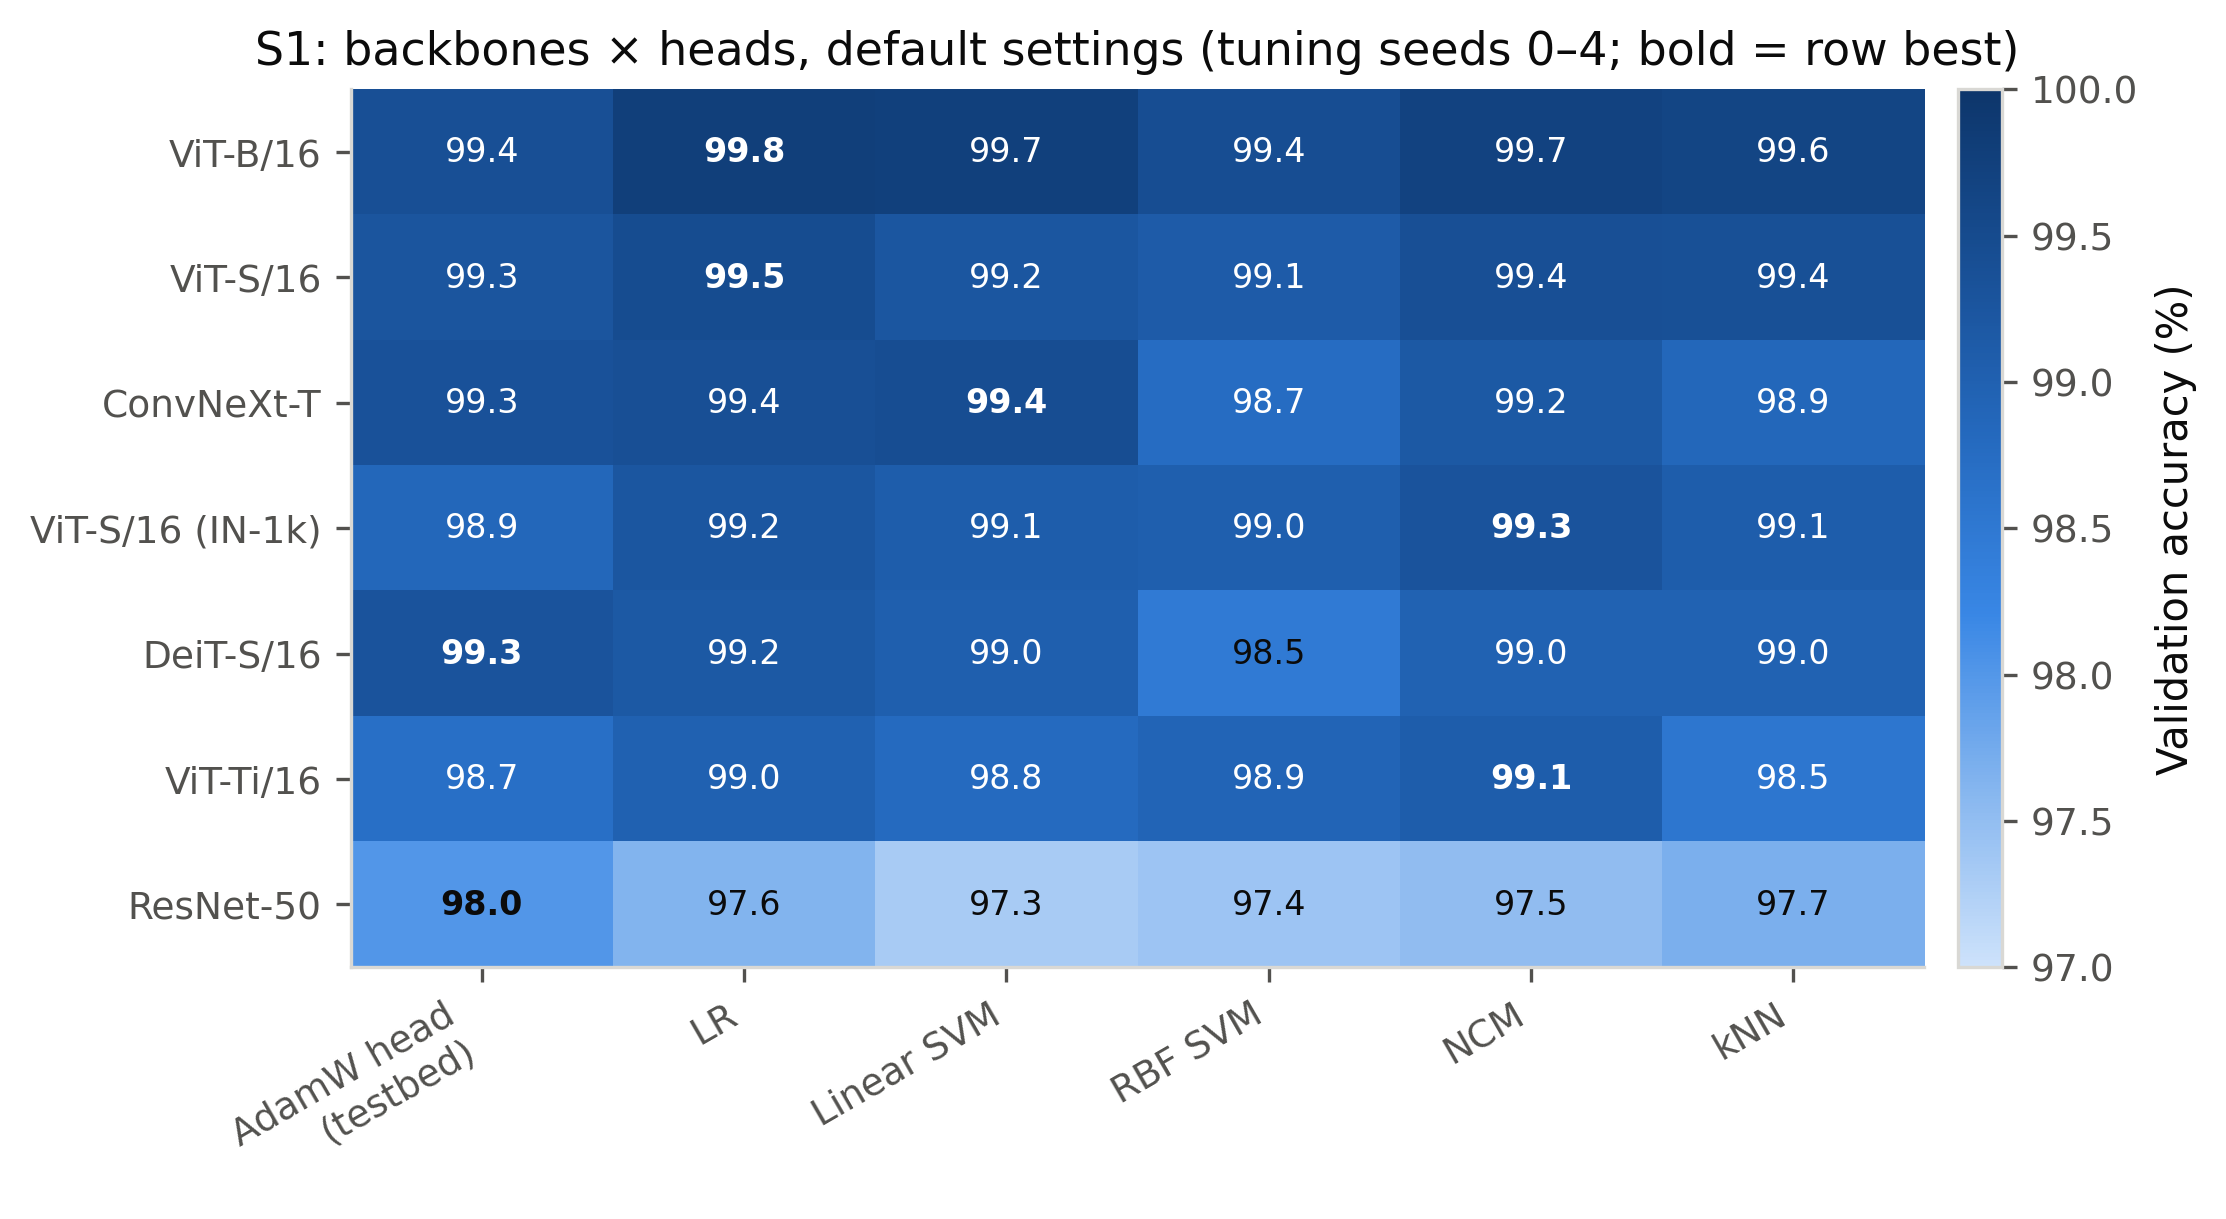 S1: backbones × heads, default settings (tuning seeds 0–4; bold = row best)
ViT-B/16 99.4 99.8 99.7 99.4 99.7 99.6
ViT-S/16 99.3 99.5 99.2 99.1 99.4 99.4
ConvNeXt-T 99.3 99.4 99.4 98.7 99.2 98.9
ViT-S/16 (IN-1k) 98.9 99.2 99.1 99.0 99.3 99.1
DeiT-S/16 99.3 99.2 99.0 98.5 99.0 99.0
ViT-Ti/16 98.7 99.0 98.8 98.9 99.1 98.5
ResNet-50 98.0 97.6 97.3 97.4 97.5 97.7
AdamW head
(testbed)
LR
Linear SVM
RBF SVM
NCM
kNN
100.0
99.5
99.0
98.5
98.0
97.5
97.0
Validation accuracy (%)